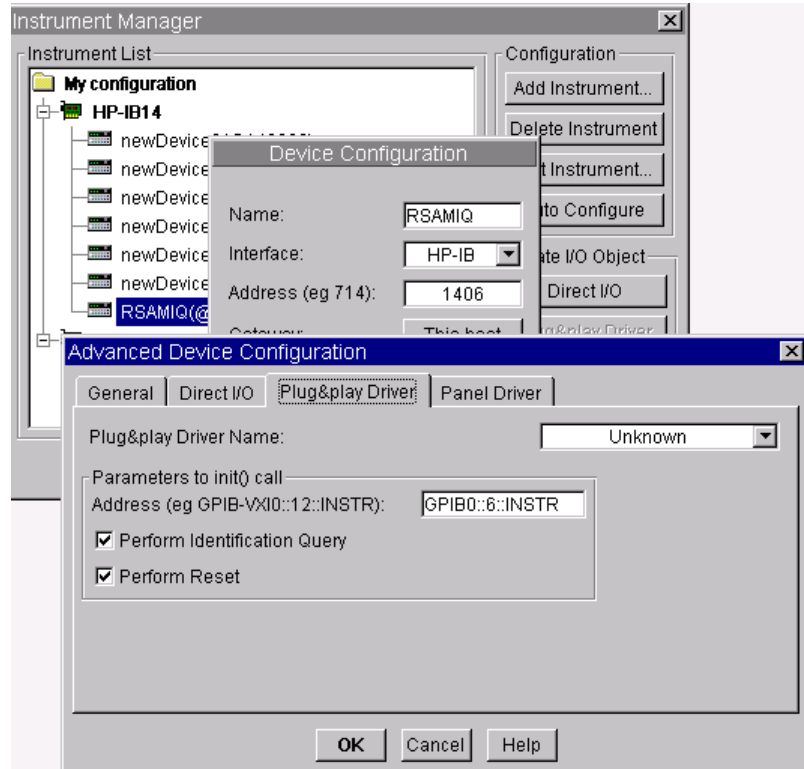 Instrument Manager
Instrument List
My configuration
HP-IB14
newDevice
newDevice
newDevice
newDevice
newDevice
newDevice
RSAMIQ(@
Configuration
Add Instrument...
Delete Instrument
t Instrument...
to Configure
ate I/O Object
Direct I/O
Device Configuration
Name: RSAMIQ
Interface: HP-IB
Address (eg 714): 1406
This host
Advanced Device Configuration
General Direct I/O Plug&play Driver Panel Driver
Plug&play Driver Name: Unknown
Parameters to init() call
Address (eg GPIB-VXI0::12::INSTR): GPIB0::6::INSTR
Perform Identification Query
Perform Reset
OK Cancel Help